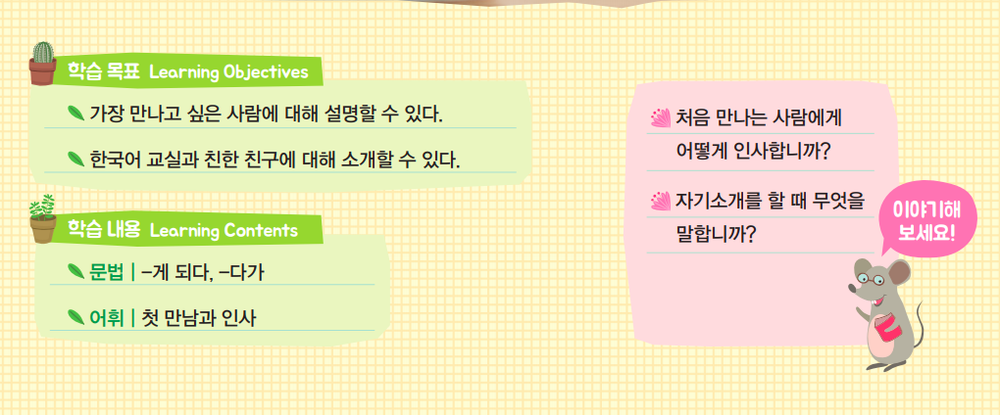 학습 목표 Learning Objectives
가장 만나고 싶은 사람에 대해 설명할 수 있다.
한국어 교실과 친한 친구에 대해 소개할 수 있다.
학습 내용 Learning Contents
문법 | –게 되다, –다가
어휘 | 첫 만남과 인사
처음 만나는 사람에게
어떻게 인사합니까?
자기소개를 할 때 무엇을
말합니까?
이야기해
보세요!